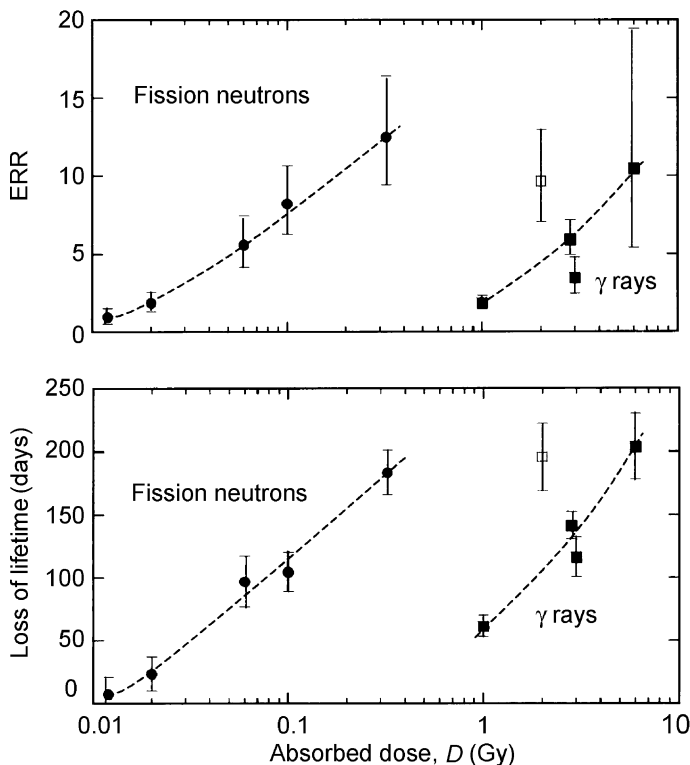 20
15
10
5
0
ERR
Fission neutrons
γ rays
250
200
150
100
50
0
Loss of lifetime (days)
Fission neutrons
γ rays
0.01
0.1
1
10
Absorbed dose, D (Gy)